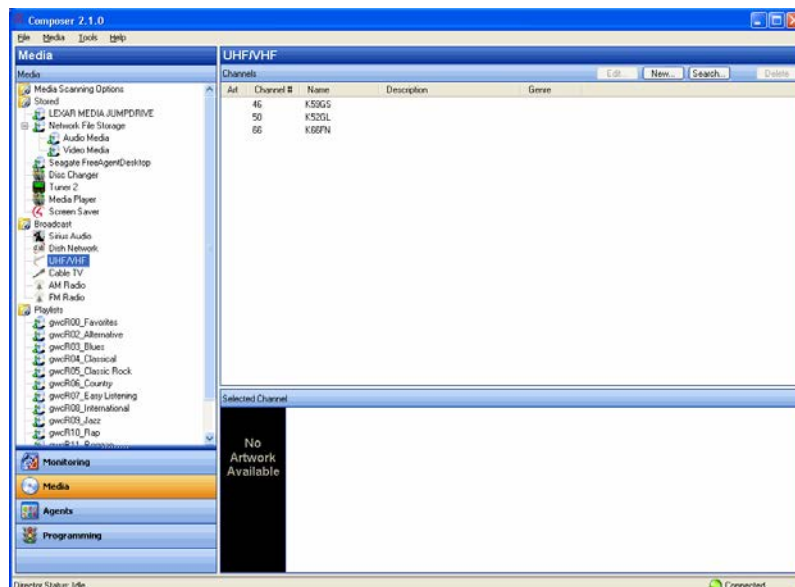 Composer 2.1.0
File Media Tools Help
Media
Media
Media Scanning Options
Stored
LEXAR MEDIA JUMPDRIVE
Network File Storage
Audio Media
Video Media
Seagate FreeAgentDesktop
Disc Changer
Tuner 2
Media Player
Screen Saver
Broadcast
Sirius Audio
Dish Network
UHF/VHF
Cable TV
AM Radio
FM Radio
Playlists
gwcR00_Favorites
gwcR02_Alternative
gwcR03_Blues
gwcR04_Classical
gwcR05_Classic Rock
gwcR06_Country
gwcR07_Easy Listening
gwcR08_International
gwcR09_Jazz
gwcR10_Rap
Monitoring
Media
Agents
Programming
UHF/VHF
Channels Edit... New... Search... Delete
Art Channel # Name Description Genre
46 K59GS
50 K52GL
66 K66FN
Selected Channel
No
Artwork
Available
Director Status: Idle
Connected